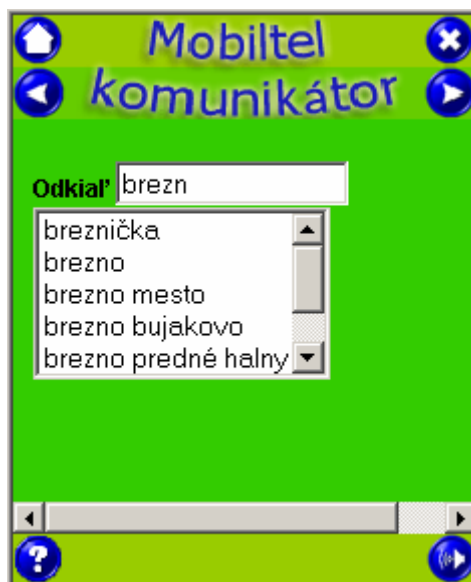 Mobiltel
komunikátor
Odkiaľ brezn
breznička
brezno
brezno mesto
brezno bujakovo
brezno predné halny
?